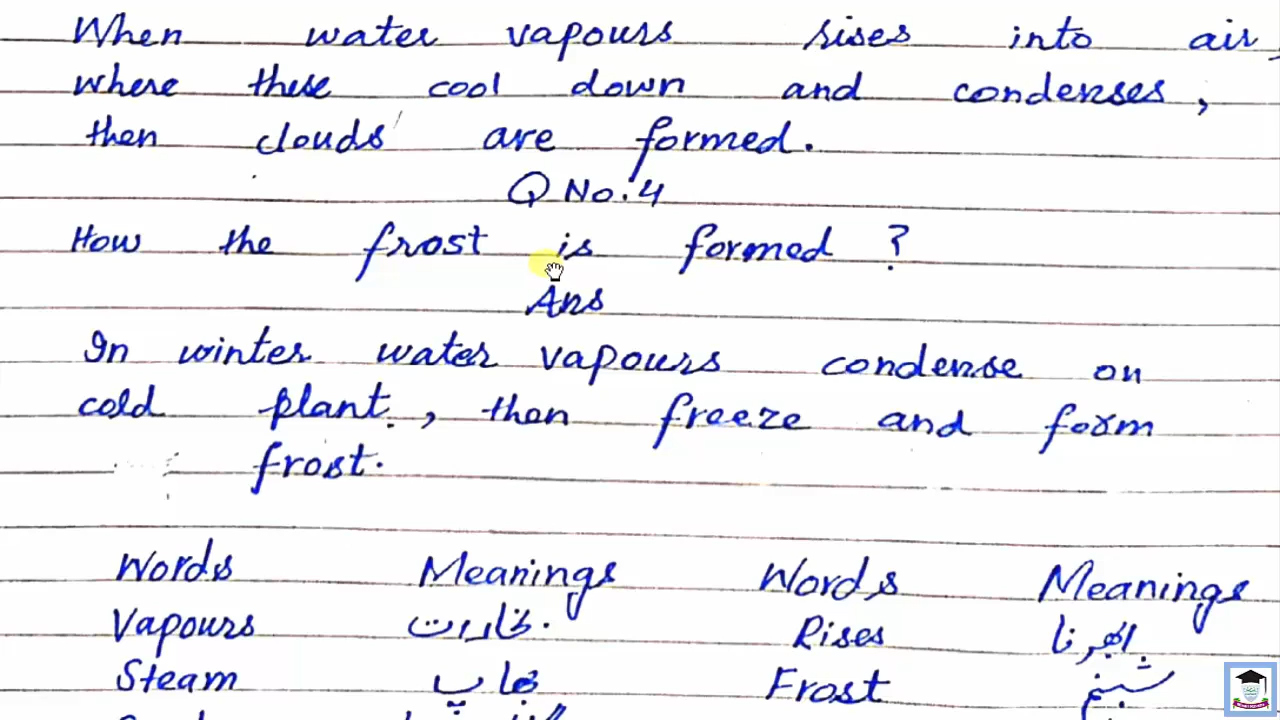 When water vapours rises into air,
where these cool down and condenses,
then clouds are formed.
Q No.4
How the frost is formed ?
Ans
In winter water vapours condense on
cold plant, then freeze and form
frost.
Words Meanings Words Meanings
Vapours بخارات Rises ابھرنا
Steam بھاپ Frost شبنم